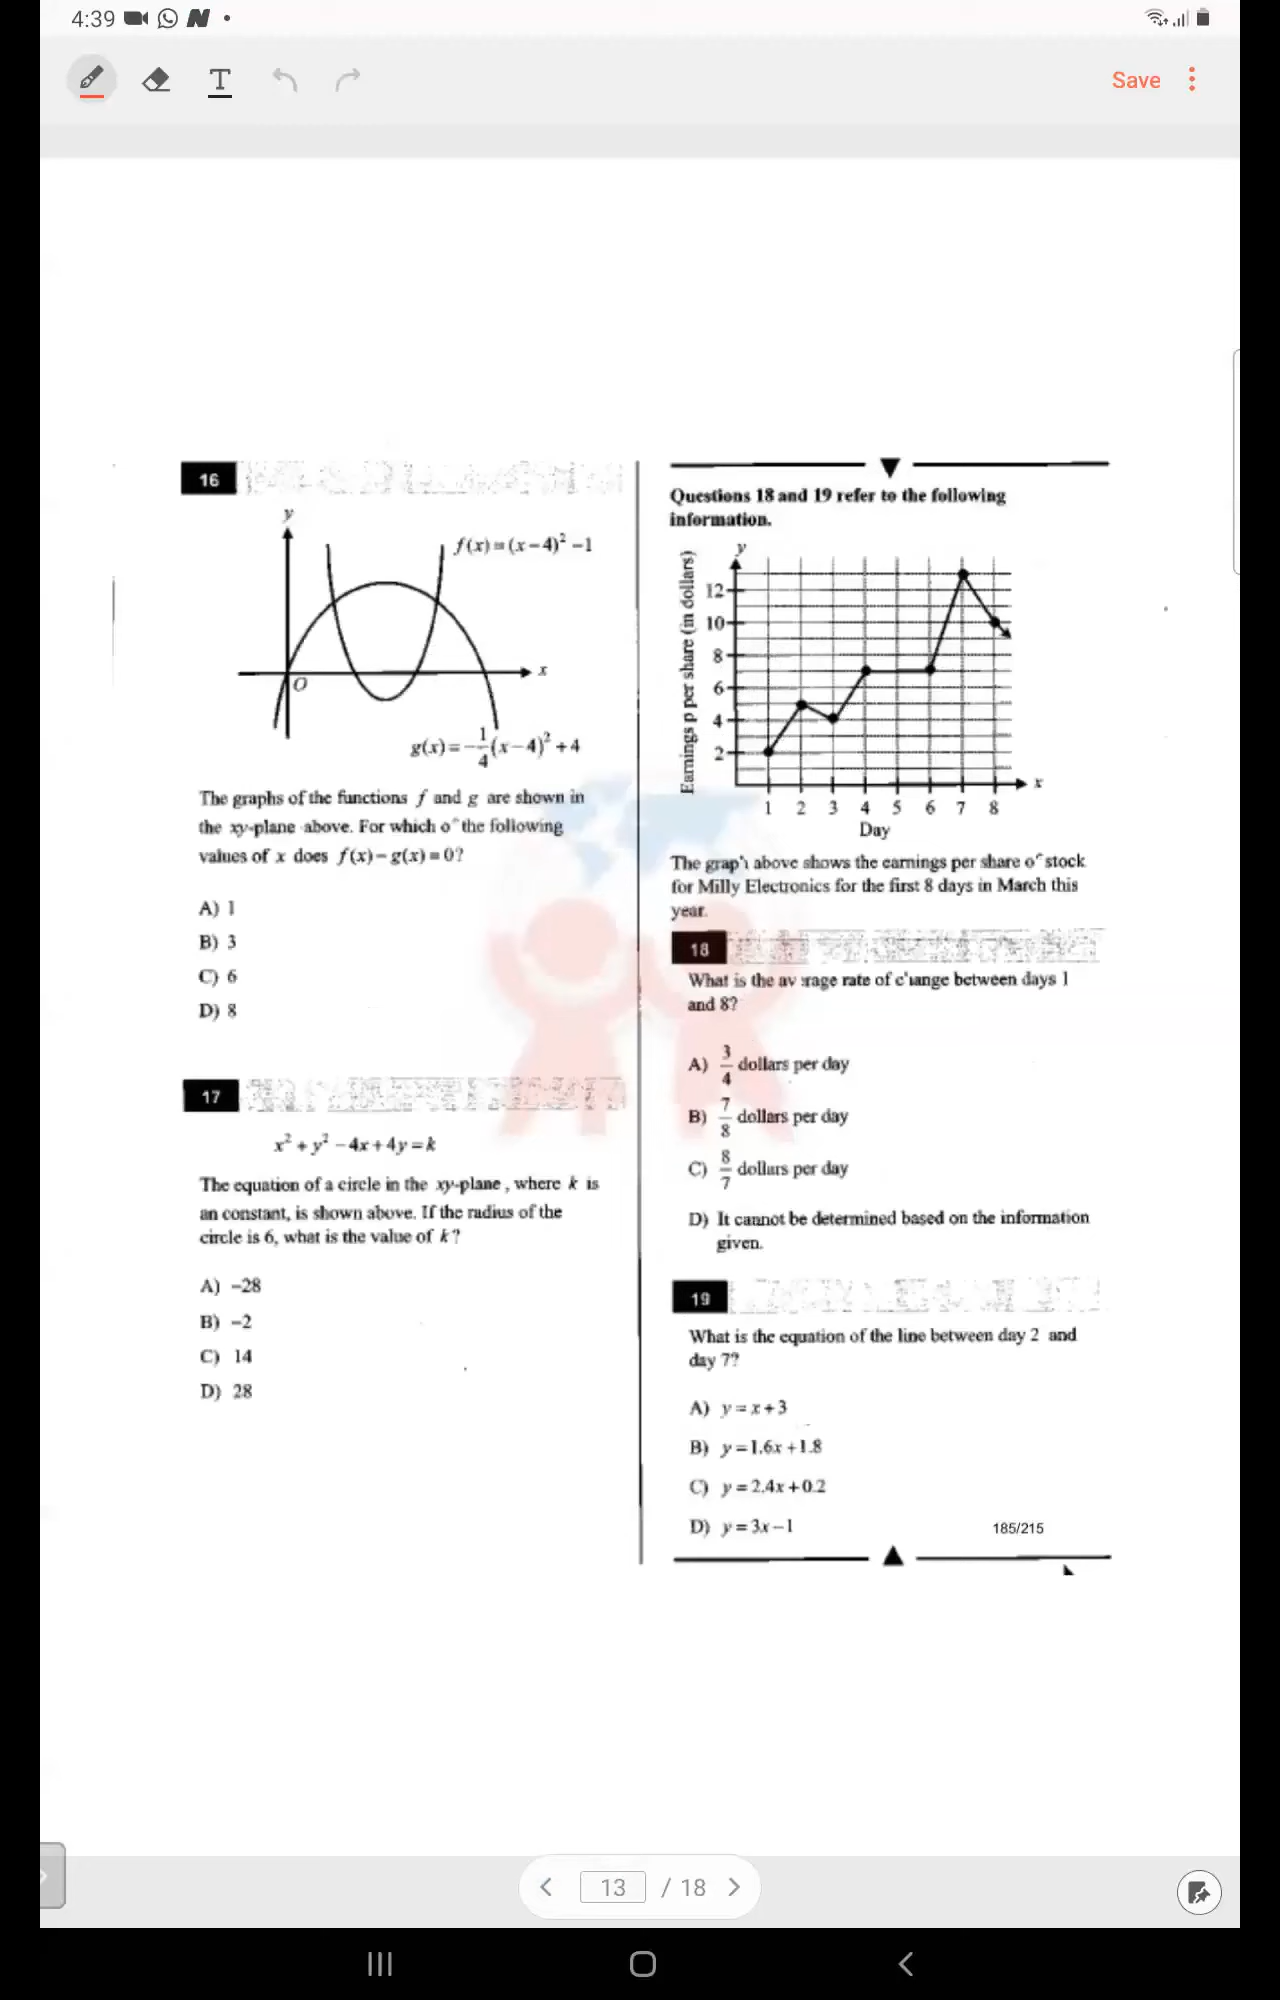 4:39
T
Save
16
y
f(x)=(x-4)² -1
x
O
g(x)=-1/4(x-4)²+4
The graphs of the functions f and g are shown in
the xy-plane above. For which o the following
values of x does f(x)-g(x)=0?
A) 1
B) 3
C) 6
D) 8
17
x² + y² - 4x + 4y = k
The equation of a circle in the xy-plane, where k is
an constant, is shown above. If the radius of the
circle is 6, what is the value of k?
A) -28
B) -2
C) 14
D) 28
Questions 18 and 19 refer to the following
information.
y
Earnings p per share (in dollars)
12
10
8
6
4
2
x
1 2 3 4 5 6 7 8
Day
The grap above shows the earnings per share o stock
for Milly Electronics for the first 8 days in March this
year.
18
What is the av rage rate of c ange between days 1
and 8?
A) 3/4 dollars per day
B) 7/8 dollars per day
C) 8/7 dollars per day
D) It cannot be determined based on the information
given.
19
What is the equation of the line between day 2 and
day 7?
A) y = x + 3
B) y = 1.6x + 1.8
C) y = 2.4x + 0.2
D) y = 3x - 1
185/215
13 / 18